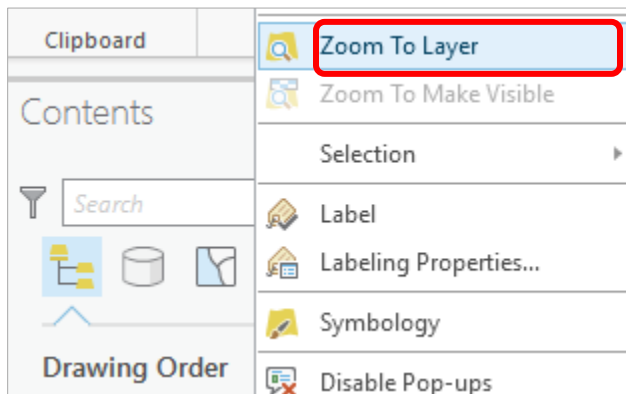 Clipboard
Contents
Search
Drawing Order
Zoom To Layer
Zoom To Make Visible
Selection
Label
Labeling Properties...
Symbology
Disable Pop-ups